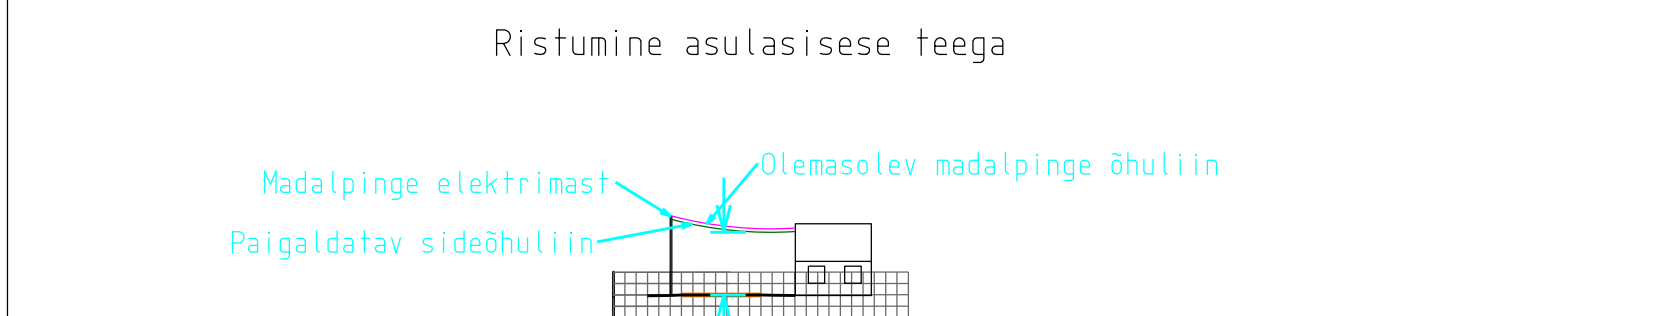 Ristumine asulasisese teega
Olemasolev madalpinge õhuliin
Madalpinge elektrimast
Paigaldatav sideõhuliin